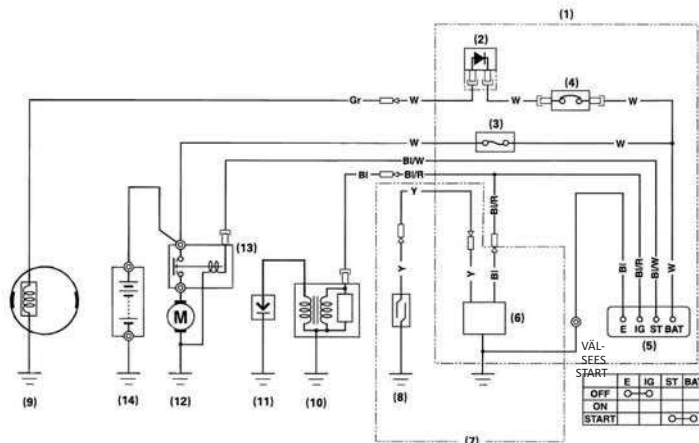 (1)
(2)
(4)
Gr W W W
(3)
W W
Bl/W
Bl Bl/R
Y
Bl/R
(13)
Y Y Bl
Bl Bl/R Bl/W W
M
(6)
E IG ST BAT
(5)
VÄL-
SEES
START
E IG ST BAT
OFF
ON
START
(9) (14) (12) (11) (10) (8)
(7)